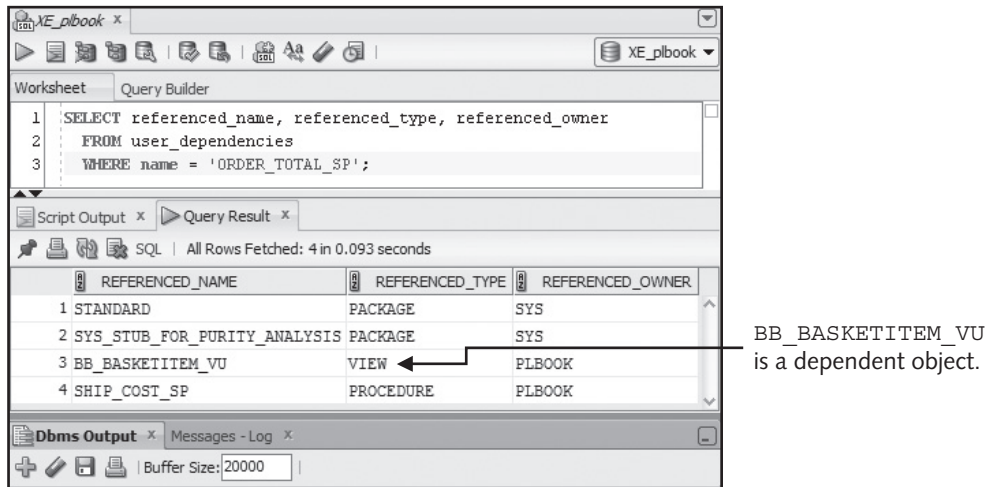 XE_plbook x
SQL
XE_plbook
Worksheet Query Builder
1 SELECT referenced_name, referenced_type, referenced_owner
2 FROM user_dependencies
3 WHERE name = 'ORDER_TOTAL_SP';
Script Output x Query Result x
SQL | All Rows Fetched: 4 in 0.093 seconds
REFERENCED_NAME REFERENCED_TYPE REFERENCED_OWNER
1 STANDARD PACKAGE SYS
2 SYS_STUB_FOR_PURITY_ANALYSIS PACKAGE SYS
3 BB_BASKETITEM_VU VIEW PLBOOK
4 SHIP_COST_SP PROCEDURE PLBOOK
BB_BASKETITEM_VU
is a dependent object.
Dbms Output x Messages - Log x
Buffer Size: 20000